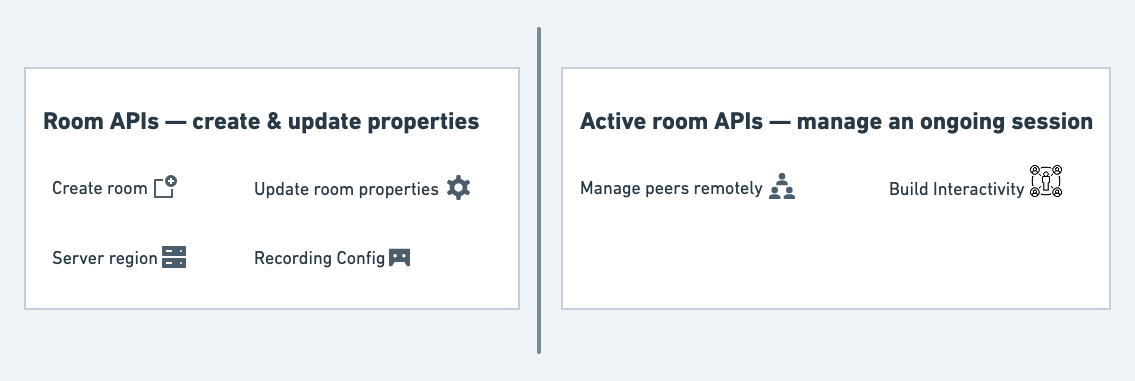 Room APIs — create & update properties
Create room
Update room properties
Server region
Recording Config
Active room APIs — manage an ongoing session
Manage peers remotely
Build Interactivity